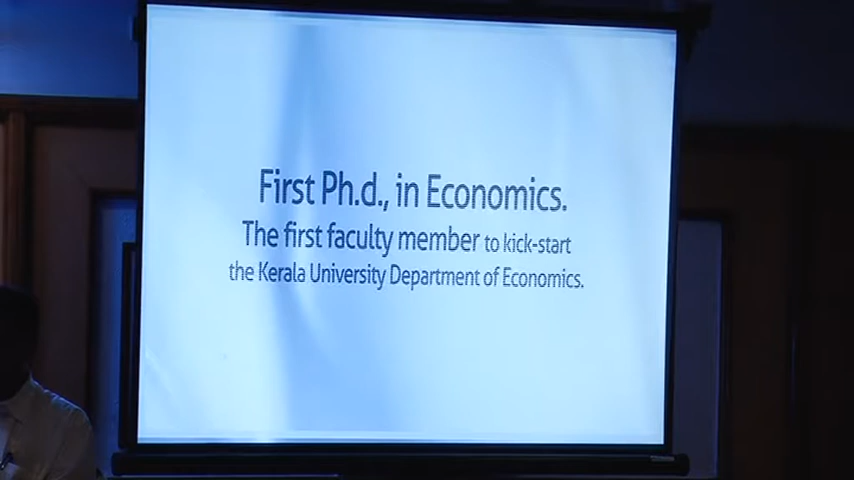 First Ph.d., in Economics.
The first faculty member to kick-start
the Kerala University Department of Economics.